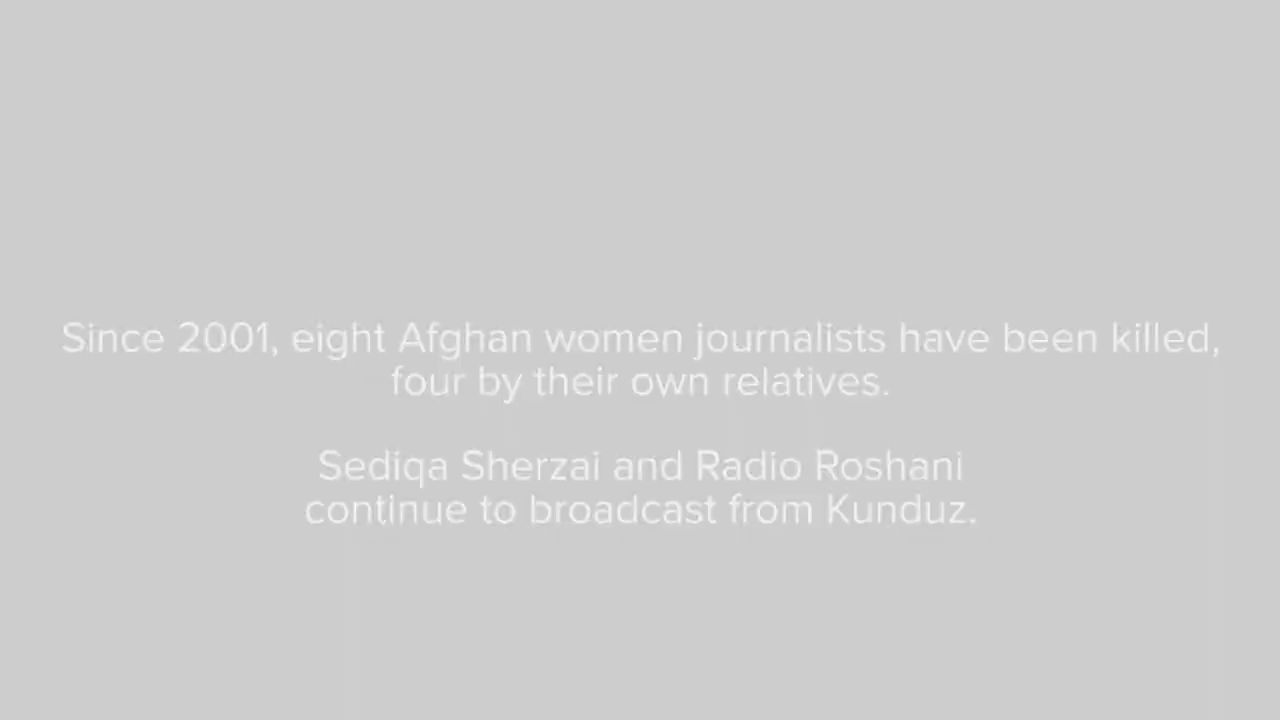 Since 2001, eight Afghan women journalists have been killed,
four by their own relatives.
Sediqa Sherzai and Radio Roshani
continue to broadcast from Kunduz.